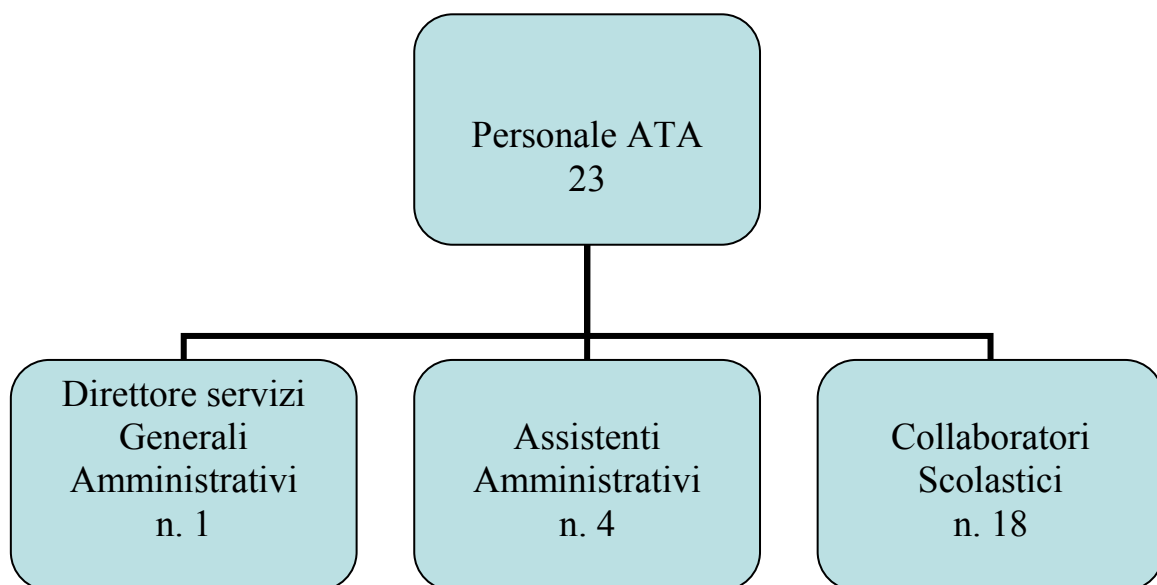 Personale ATA
23
Direttore servizi
Generali
Amministrativi
n. 1
Assistenti
Amministrativi
n. 4
Collaboratori
Scolastici
n. 18